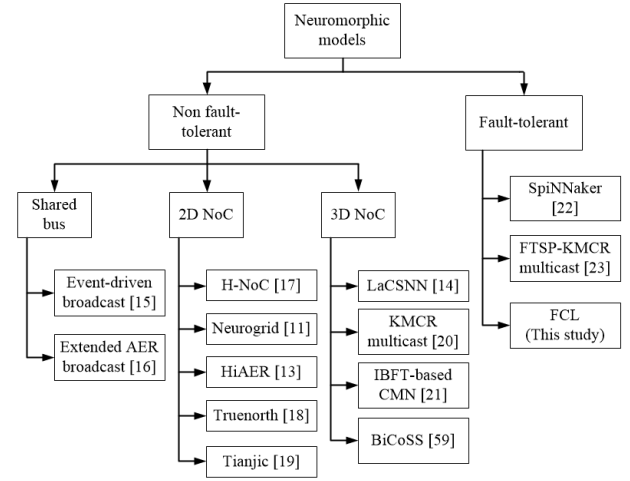 Neuromorphic
models
Non fault-
tolerant
Fault-tolerant
Shared
bus
2D NoC
3D NoC
SpiNNaker
[22]
FTSP-KMCR
multicast [23]
FCL
(This study)
Event-driven
broadcast [15]
Extended AER
broadcast [16]
H-NoC [17]
Neurogrid [11]
HiAER [13]
Truenorth [18]
Tianjic [19]
LaCSNN [14]
KMCR
multicast [20]
IBFT-based
CMN [21]
BiCoSS [59]